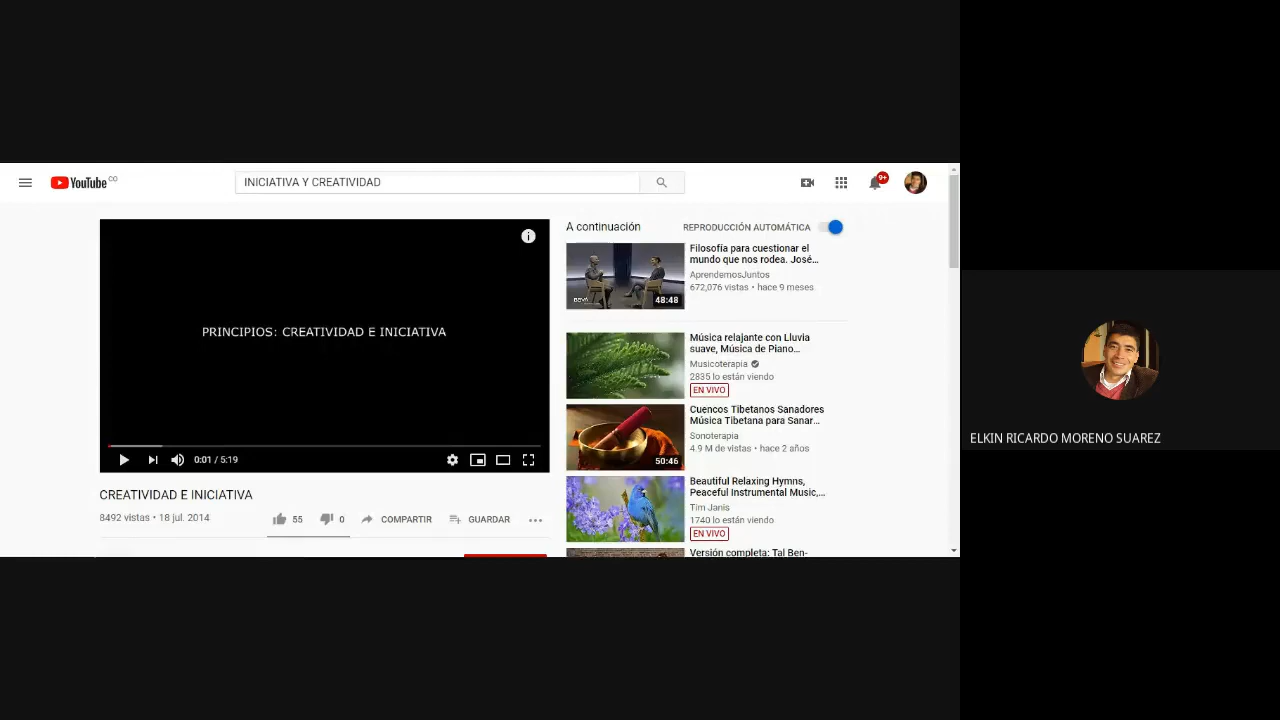 YouTube CO
INICIATIVA Y CREATIVIDAD
9+
PRINCIPIOS: CREATIVIDAD E INICIATIVA
0:01 / 5:19
CREATIVIDAD E INICIATIVA
8492 vistas • 18 jul. 2014
55
0
COMPARTIR
GUARDAR
A continuación
REPRODUCCIÓN AUTOMÁTICA
BBVA
48:48
Filosofía para cuestionar el
mundo que nos rodea. José...
AprendemosJuntos
672,076 vistas • hace 9 meses
Música relajante con Lluvia
suave, Música de Piano...
Musicoterapia
2835 lo están viendo
EN VIVO
50:46
Cuencos Tibetanos Sanadores
Música Tibetana para Sanar...
Sonoterapia
4.9 M de vistas • hace 2 años
Beautiful Relaxing Hymns,
Peaceful Instrumental Music,...
Tim Janis
1740 lo están viendo
EN VIVO
Versión completa: Tal Ben-
ELKIN RICARDO MORENO SUAREZ